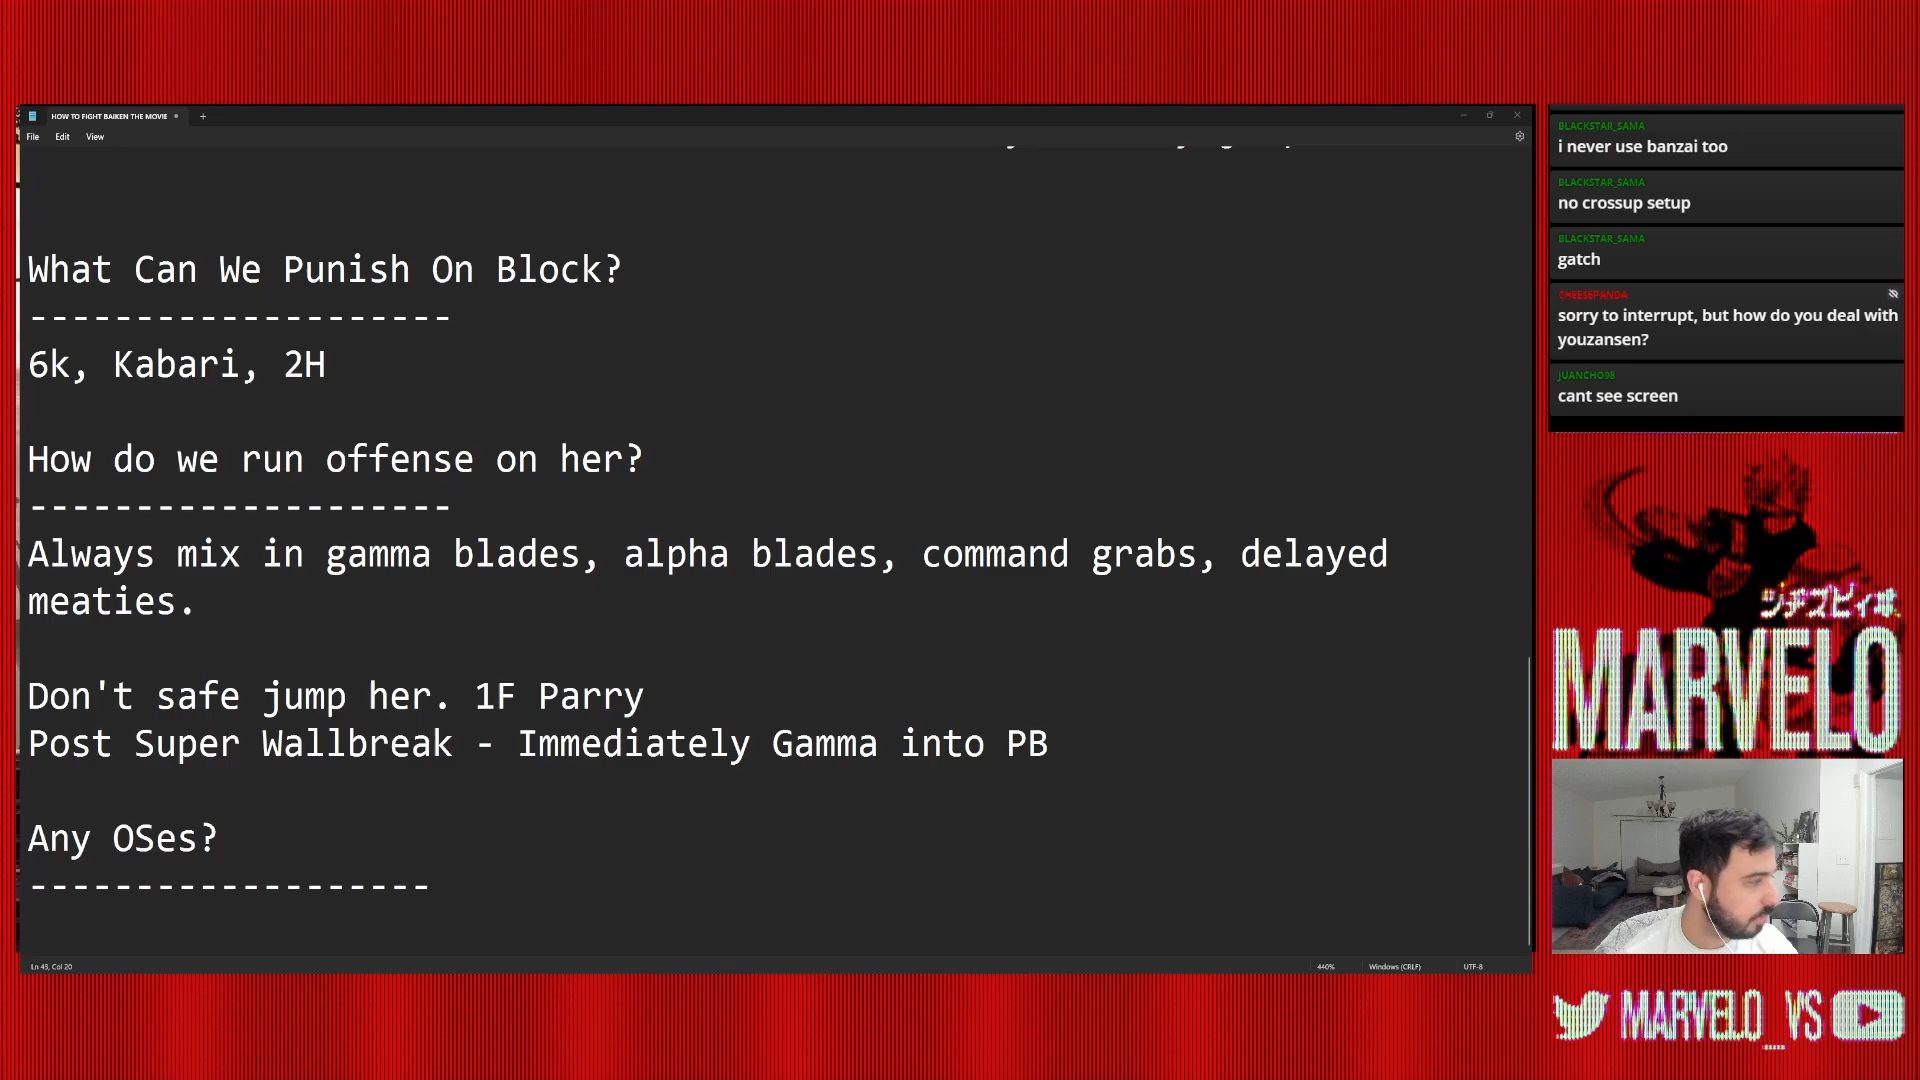 HOW TO FIGHT BAIKEN THE MOVIE
File Edit View
What Can We Punish On Block?
--------------------
6k, Kabari, 2H
How do we run offense on her?
--------------------
Always mix in gamma blades, alpha blades, command grabs, delayed
meaties.
Don't safe jump her. 1F Parry
Post Super Wallbreak - Immediately Gamma into PB
Any OSes?
-------------------
Ln 43, Col 20
440%
Windows (CRLF)
UTF-8
BLACKSTAR_SAMA
i never use banzai too
BLACKSTAR_SAMA
no crossup setup
BLACKSTAR_SAMA
gatch
CHEESEPANDA
sorry to interrupt, but how do you deal with
youzansen?
JUANCHO98
cant see screen
MARVELO
MARVELO_VS